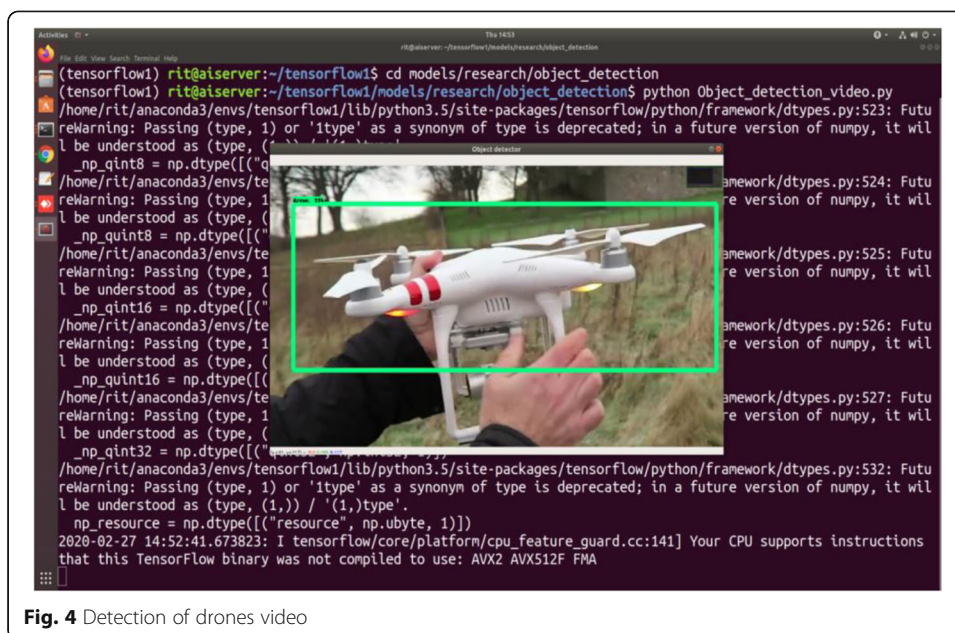 Activities
Thu 14:53
rit@aiserver: ~/tensorflow1/models/research/object_detection
File Edit View Search Terminal Help
(tensorflow1) rit@aiserver:~/tensorflow1$ cd models/research/object_detection
(tensorflow1) rit@aiserver:~/tensorflow1/models/research/object_detection$ python Object_detection_video.py
/home/rit/anaconda3/envs/tensorflow1/lib/python3.5/site-packages/tensorflow/python/framework/dtypes.py:523: Futu
reWarning: Passing (type, 1) or '1type' as a synonym of type is deprecated; in a future version of numpy, it wil
l be understood as (type, (1,)) / '(1,)type'.
Object detector
_np_qint8 = np.dtype([("q
/home/rit/anaconda3/envs/te amework/dtypes.py:524: Futu
reWarning: Passing (type, 1 re version of numpy, it wil
l be understood as (type, (
_np_quint8 = np.dtype([("
/home/rit/anaconda3/envs/te amework/dtypes.py:525: Futu
reWarning: Passing (type, 1 re version of numpy, it wil
l be understood as (type, (
_np_qint16 = np.dtype([("
/home/rit/anaconda3/envs/te amework/dtypes.py:526: Futu
reWarning: Passing (type, 1 re version of numpy, it wil
l be understood as (type, (
_np_quint16 = np.dtype([(
/home/rit/anaconda3/envs/te amework/dtypes.py:527: Futu
reWarning: Passing (type, 1 re version of numpy, it wil
l be understood as (type, (
_np_qint32 = np.dtype([("qint32", np.int32, 1)])
/home/rit/anaconda3/envs/tensorflow1/lib/python3.5/site-packages/tensorflow/python/framework/dtypes.py:532: Futu
reWarning: Passing (type, 1) or '1type' as a synonym of type is deprecated; in a future version of numpy, it wil
l be understood as (type, (1,)) / '(1,)type'.
np_resource = np.dtype([("resource", np.ubyte, 1)])
2020-02-27 14:52:41.673823: I tensorflow/core/platform/cpu_feature_guard.cc:141] Your CPU supports instructions
that this TensorFlow binary was not compiled to use: AVX2 AVX512F FMA
Fig. 4 Detection of drones video